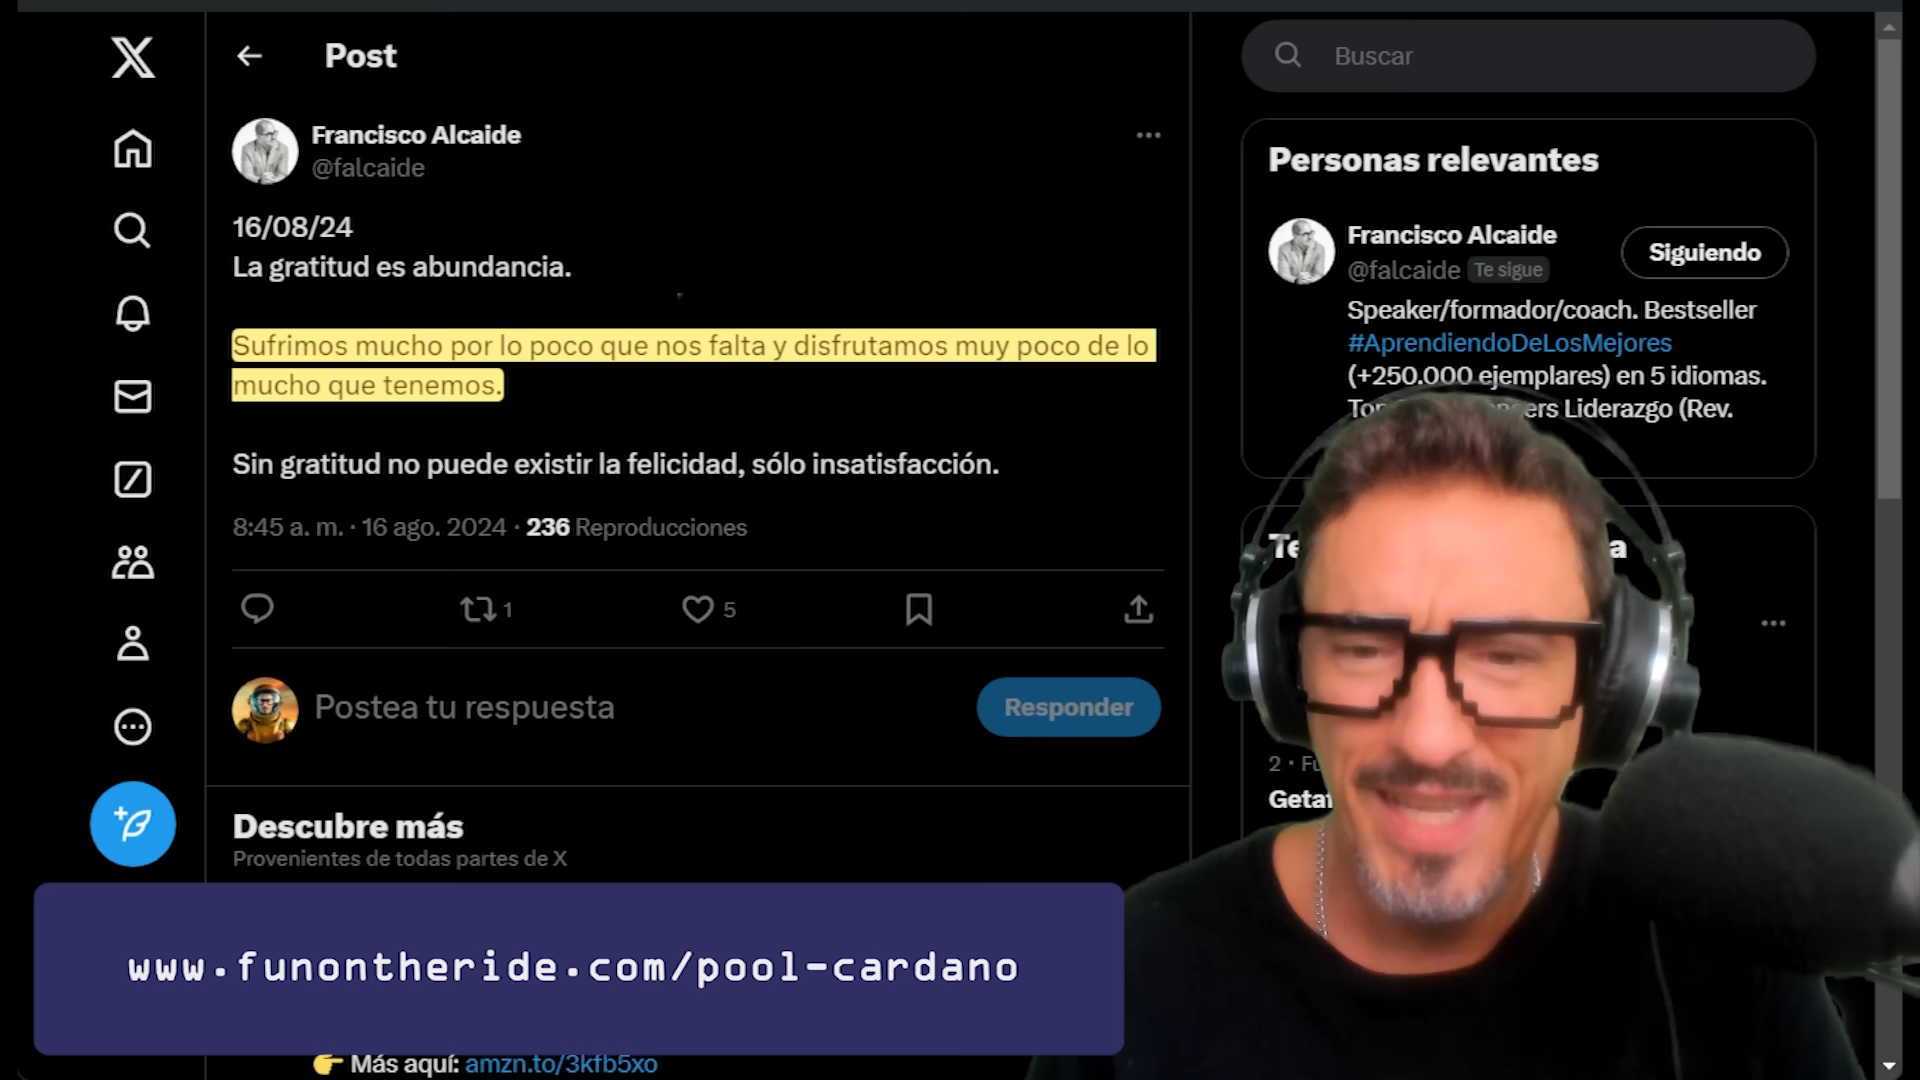 Post
Buscar
Francisco Alcaide
@falcaide
16/08/24
La gratitud es abundancia.
Sufrimos mucho por lo poco que nos falta y disfrutamos muy poco de lo
mucho que tenemos.
Sin gratitud no puede existir la felicidad, sólo insatisfacción.
8:45 a. m. · 16 ago. 2024 · 236 Reproducciones
1
5
Postea tu respuesta
Responder
Descubre más
Provenientes de todas partes de X
www.funontheride.com/pool-cardano
👉 Más aquí: amzn.to/3kfb5xo
Personas relevantes
Francisco Alcaide
@falcaide Te sigue
Siguiendo
Speaker/formador/coach. Bestseller
#AprendiendoDeLosMejores
(+250.000 ejemplares) en 5 idiomas.
Liderazgo (Rev.
2 ·